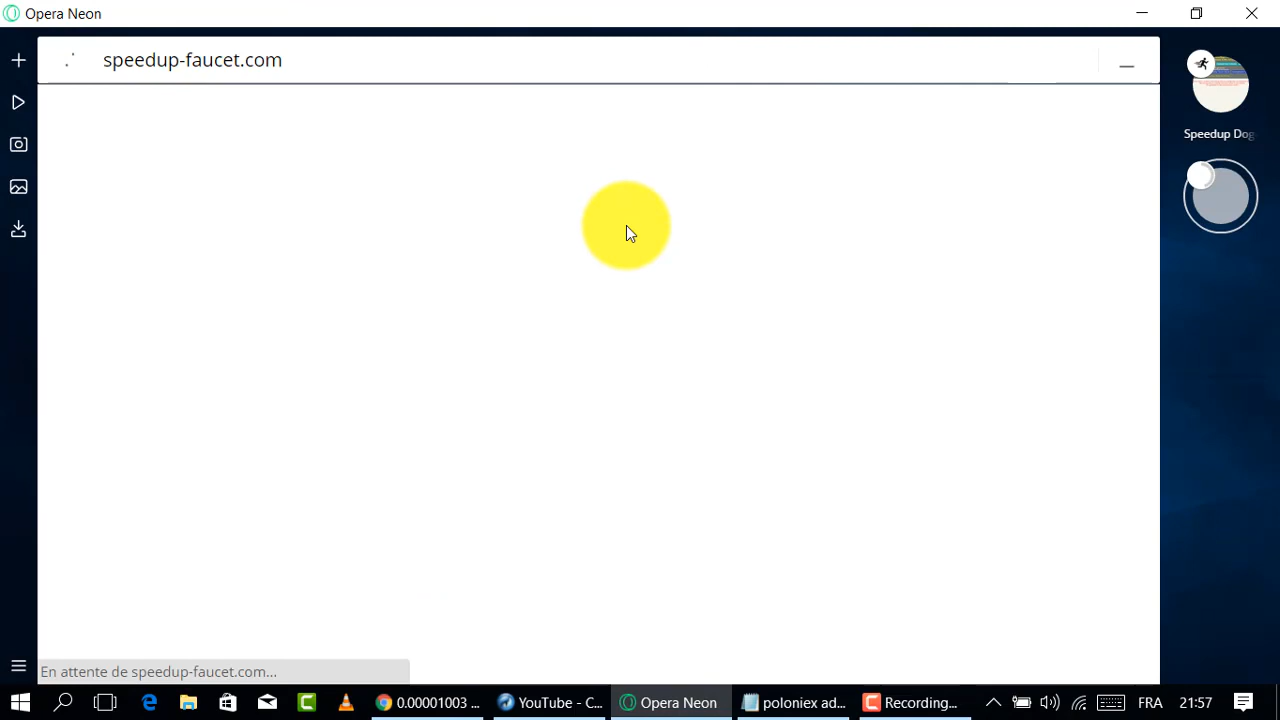 Opera Neon
speedup-faucet.com
Speedup Dog
En attente de speedup-faucet.com...
0.00001003 ...
YouTube - C...
Opera Neon
poloniex ad...
Recording...
FRA
21:57